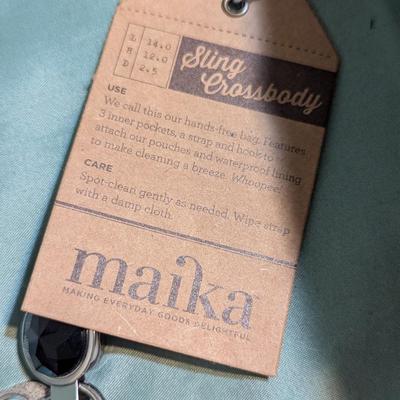 L 14.0
H 12.0
D 2.5
Sling
Crossbody
USE
We call this our hands-free bag. Features
3 inner pockets, a strap and hook to
attach our pouches and waterproof lining
to make cleaning a breeze. Whoopee!
CARE
Spot-clean gently as needed. Wipe strap
with a damp cloth.
maika
MAKING EVERYDAY GOODS DELIGHTFUL